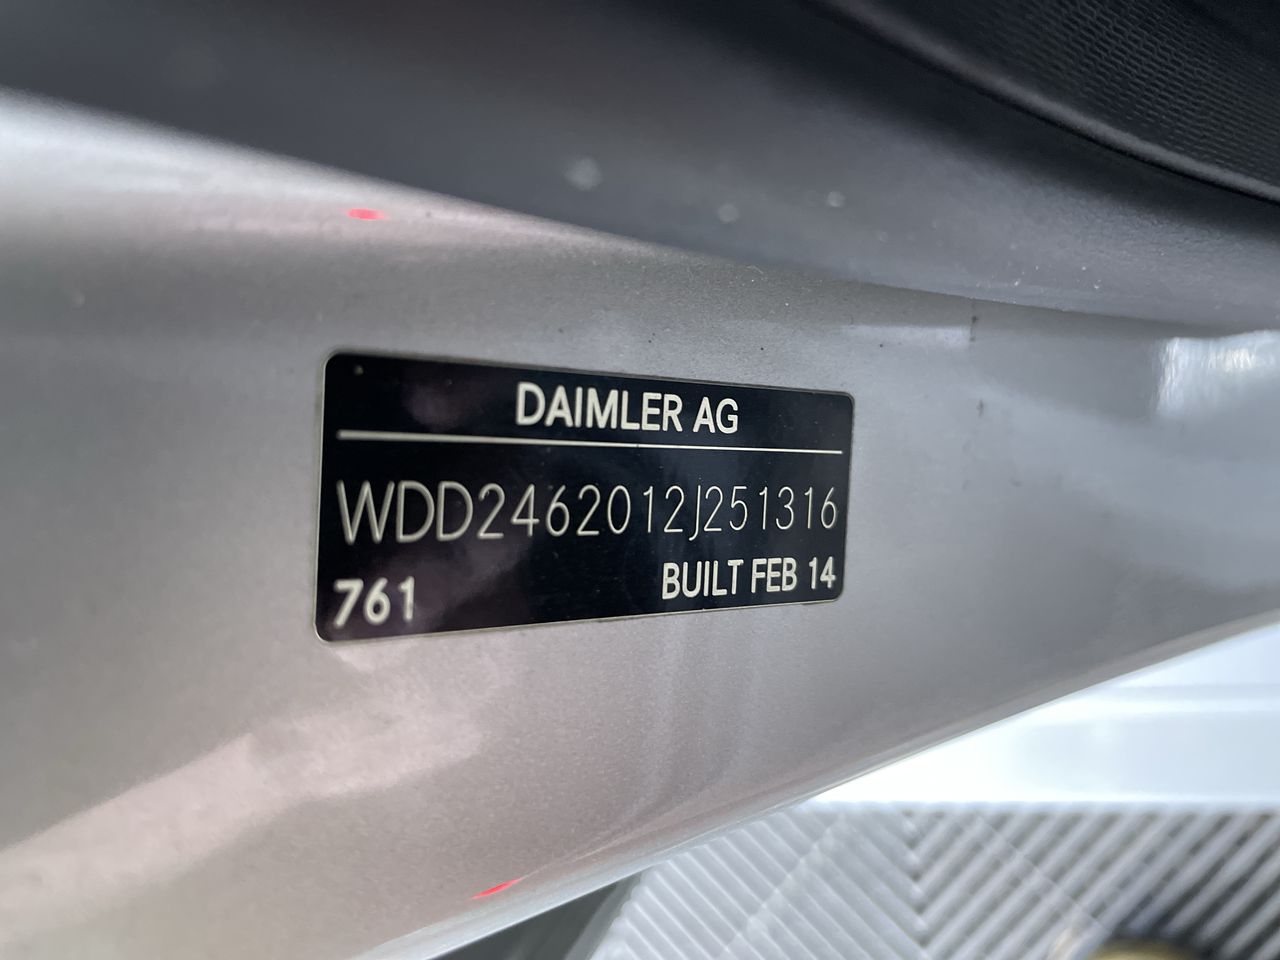 DAIMLER AG
WDD2462012J251316
761 BUILT FEB 14